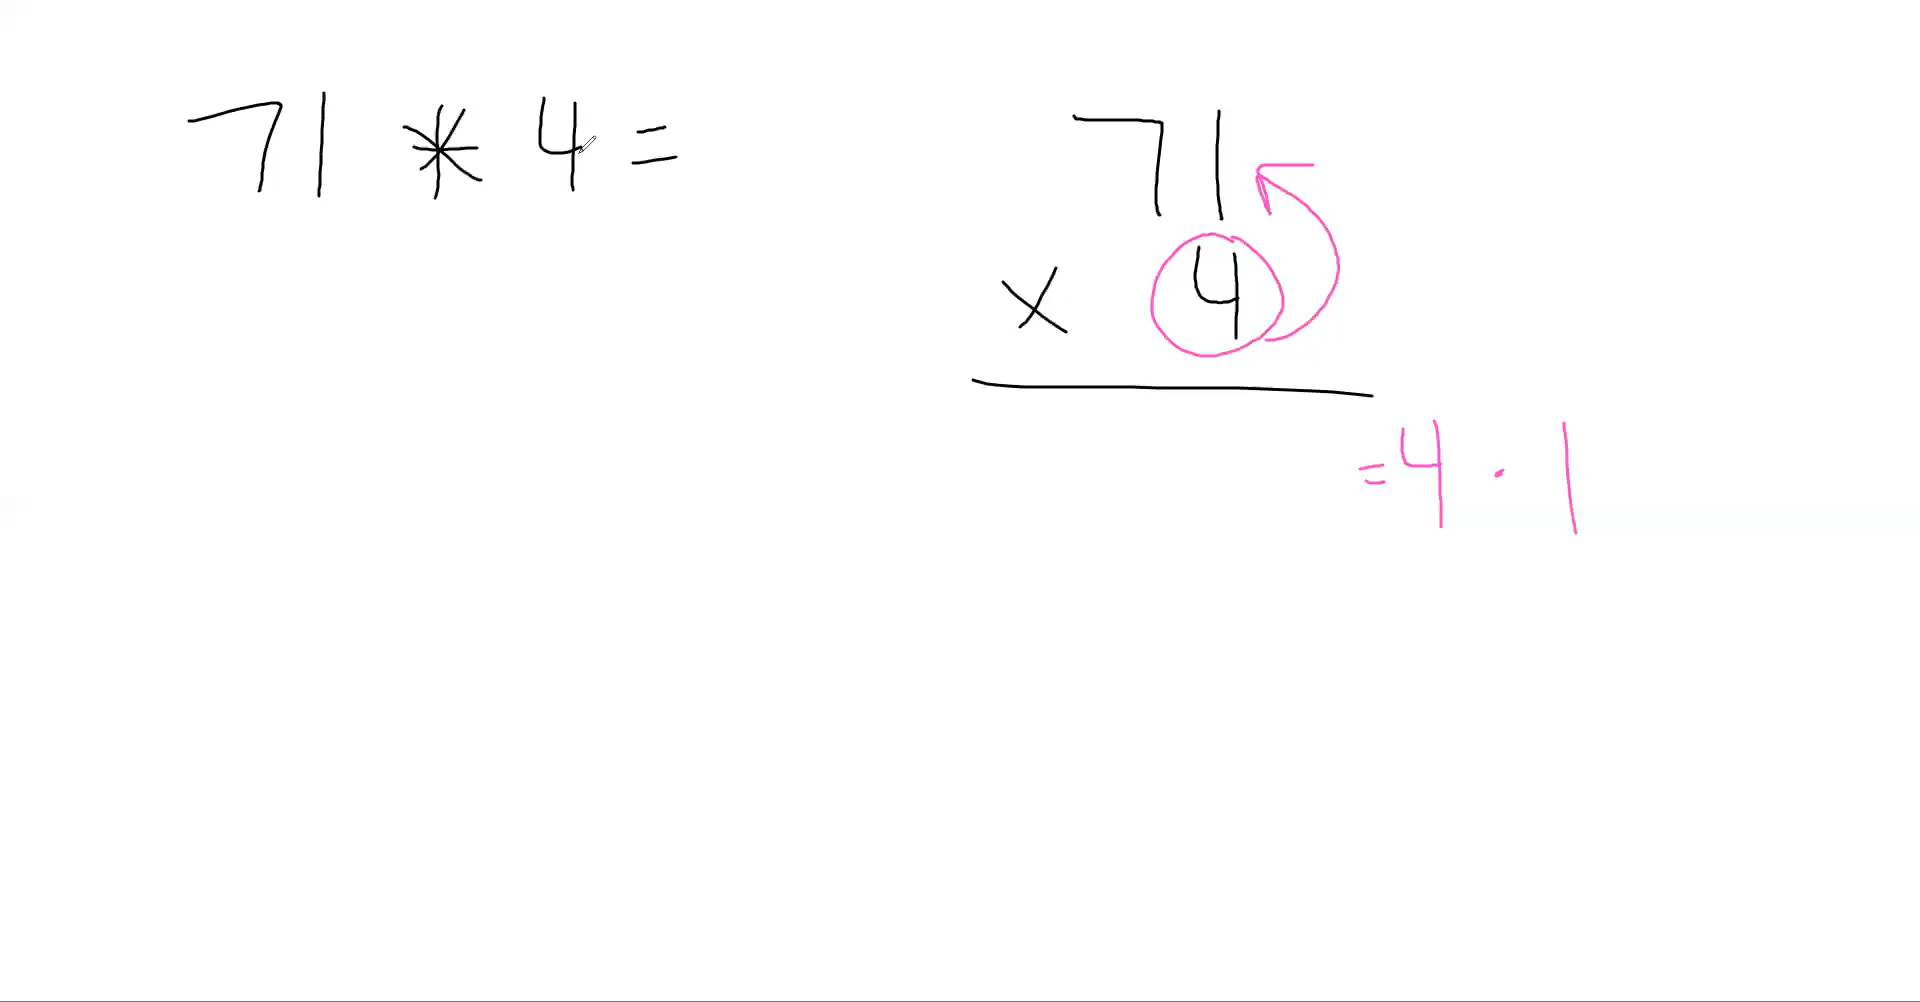 71 * 4 =
71
x 4
= 4 · 1